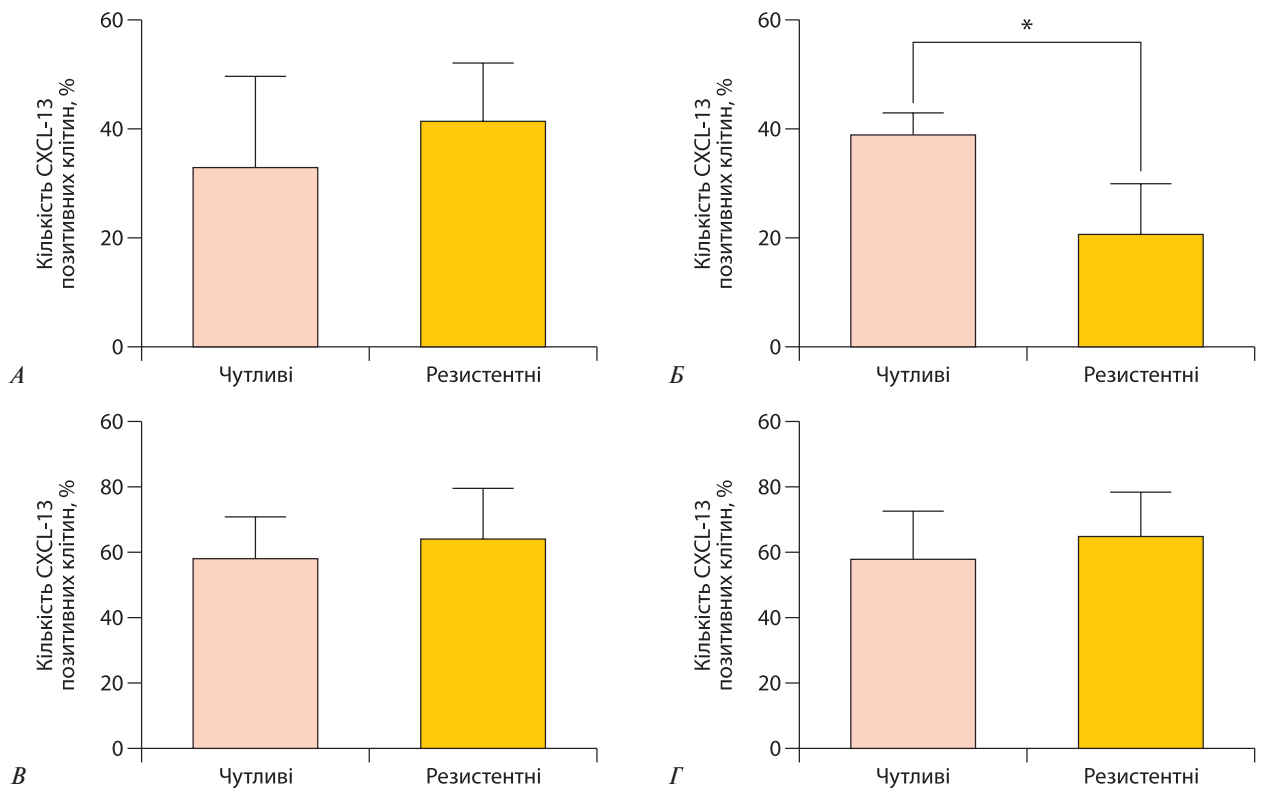 60
40
20
0
Кількість CXCL-13
позитивних клітин, %
Чутливі
Резистентні
А
60
40
20
0
Кількість CXCL-13
позитивних клітин, %
*
Чутливі
Резистентні
Б
60
80
60
40
20
0
Кількість CXCL-13
позитивних клітин, %
Чутливі
Резистентні
В
60
80
60
40
20
0
Кількість CXCL-13
позитивних клітин, %
Чутливі
Резистентні
Г